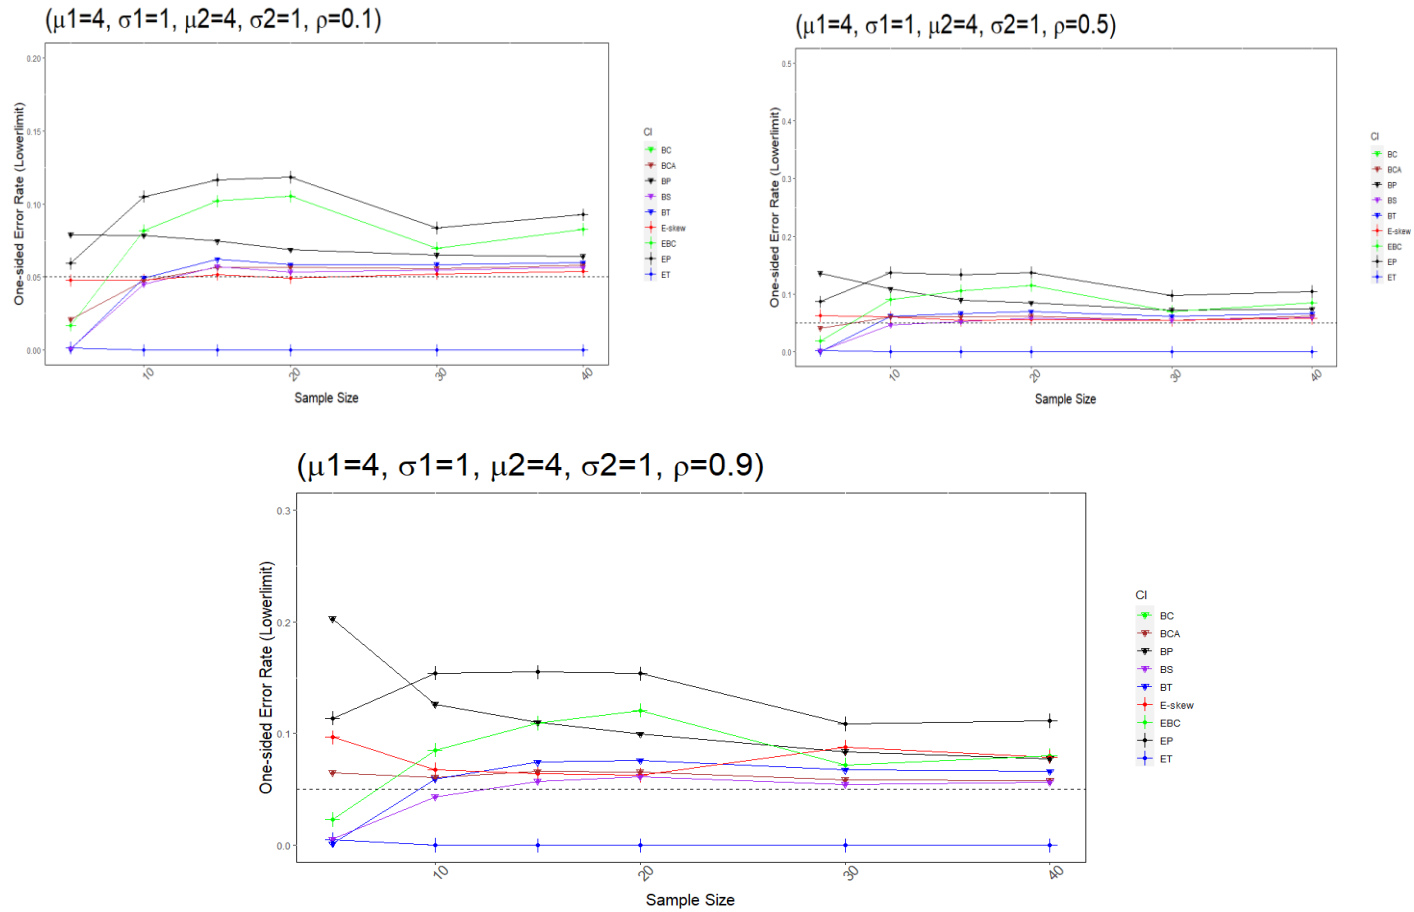 (μ1=4, σ1=1, μ2=4, σ2=1, ρ=0.1)
One-sided Error Rate (Lowerlimit)
0.20
0.15
0.10
0.05
0.00
10
20
30
40
Sample Size
CI
BC
BCA
BP
BS
BT
E-skew
EBC
EP
ET
(μ1=4, σ1=1, μ2=4, σ2=1, ρ=0.5)
One-sided Error Rate (Lowerlimit)
0.5
0.4
0.3
0.2
0.1
0.0
10
20
30
40
Sample Size
CI
BC
BCA
BP
BS
BT
E-skew
EBC
EP
ET
(μ1=4, σ1=1, μ2=4, σ2=1, ρ=0.9)
One-sided Error Rate (Lowerlimit)
0.3
0.2
0.1
0.0
10
20
30
40
Sample Size
CI
BC
BCA
BP
BS
BT
E-skew
EBC
EP
ET